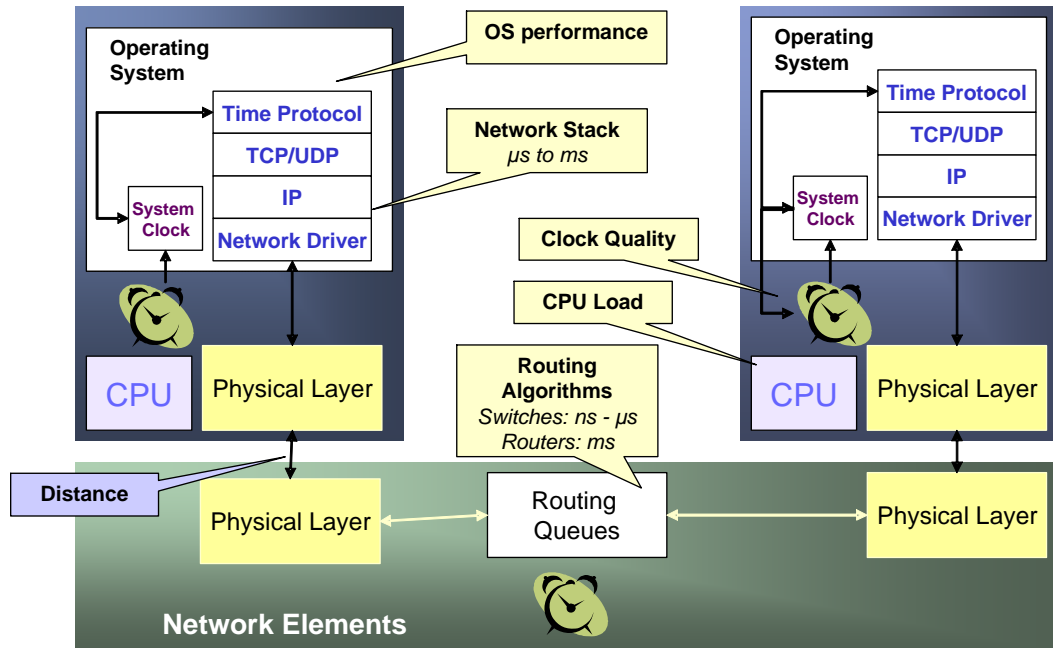 Operating
System
Time Protocol
TCP/UDP
IP
Network Driver
System
Clock
CPU
Physical Layer
OS performance
Network Stack
µs to ms
Clock Quality
CPU Load
Routing
Algorithms
Switches: ns - µs
Routers: ms
Operating
System
Time Protocol
TCP/UDP
IP
Network Driver
System
Clock
CPU
Physical Layer
Distance
Physical Layer
Routing
Queues
Physical Layer
Network Elements